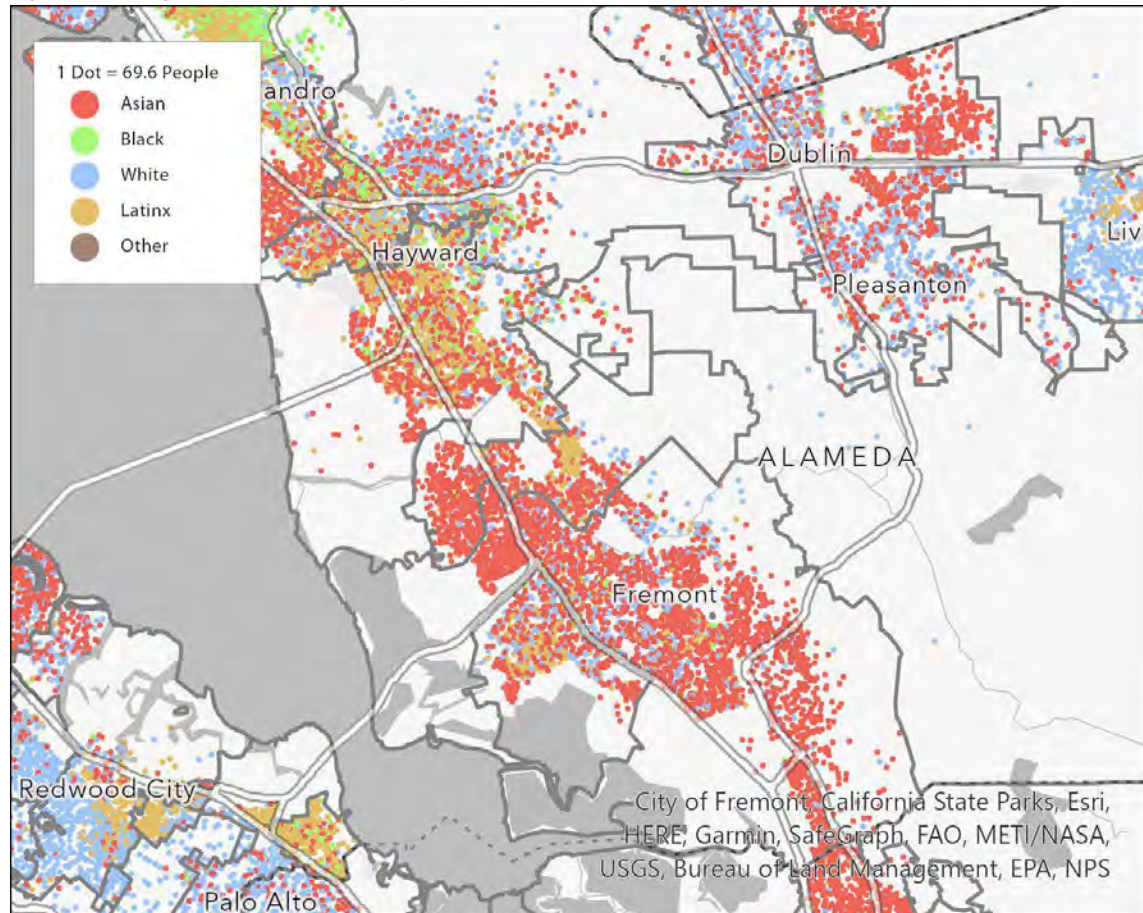 1 Dot = 69.6 People
Asian
Black
White
Latinx
Other
andro
Dublin
Liv
Hayward
Pleasanton
ALAMEDA
Fremont
Redwood City
Palo Alto
City of Fremont, California State Parks, Esri,
HERE, Garmin, SafeGraph, FAO, METI/NASA,
USGS, Bureau of Land Management, EPA, NPS